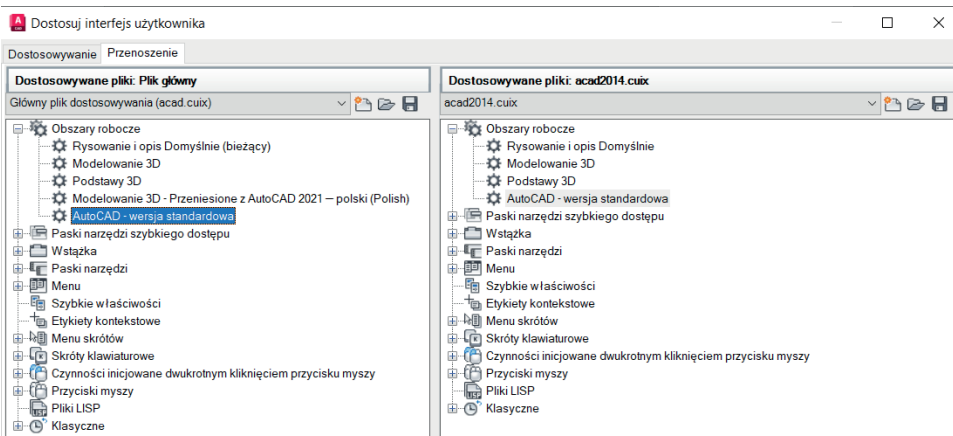 Dostosuj interfejs użytkownika
Dostosowywanie Przenoszenie
Dostosowywane pliki: Plik główny
Główny plik dostosowywania (acad.cuix)
Obszary robocze
Rysowanie i opis Domyślnie (bieżący)
Modelowanie 3D
Podstawy 3D
Modelowanie 3D - Przeniesione z AutoCAD 2021 — polski (Polish)
AutoCAD - wersja standardowa
Paski narzędzi szybkiego dostępu
Wstążka
Paski narzędzi
Menu
Szybkie właściwości
Etykiety kontekstowe
Menu skrótów
Skróty klawiaturowe
Czynności inicjowane dwukrotnym kliknięciem przycisku myszy
Przyciski myszy
Pliki LISP
Klasyczne
Dostosowywane pliki: acad2014.cuix
acad2014.cuix
Obszary robocze
Rysowanie i opis Domyślnie
Modelowanie 3D
Podstawy 3D
AutoCAD - wersja standardowa
Paski narzędzi szybkiego dostępu
Wstążka
Paski narzędzi
Menu
Szybkie właściwości
Etykiety kontekstowe
Menu skrótów
Skróty klawiaturowe
Czynności inicjowane dwukrotnym kliknięciem przycisku myszy
Przyciski myszy
Pliki LISP
Klasyczne